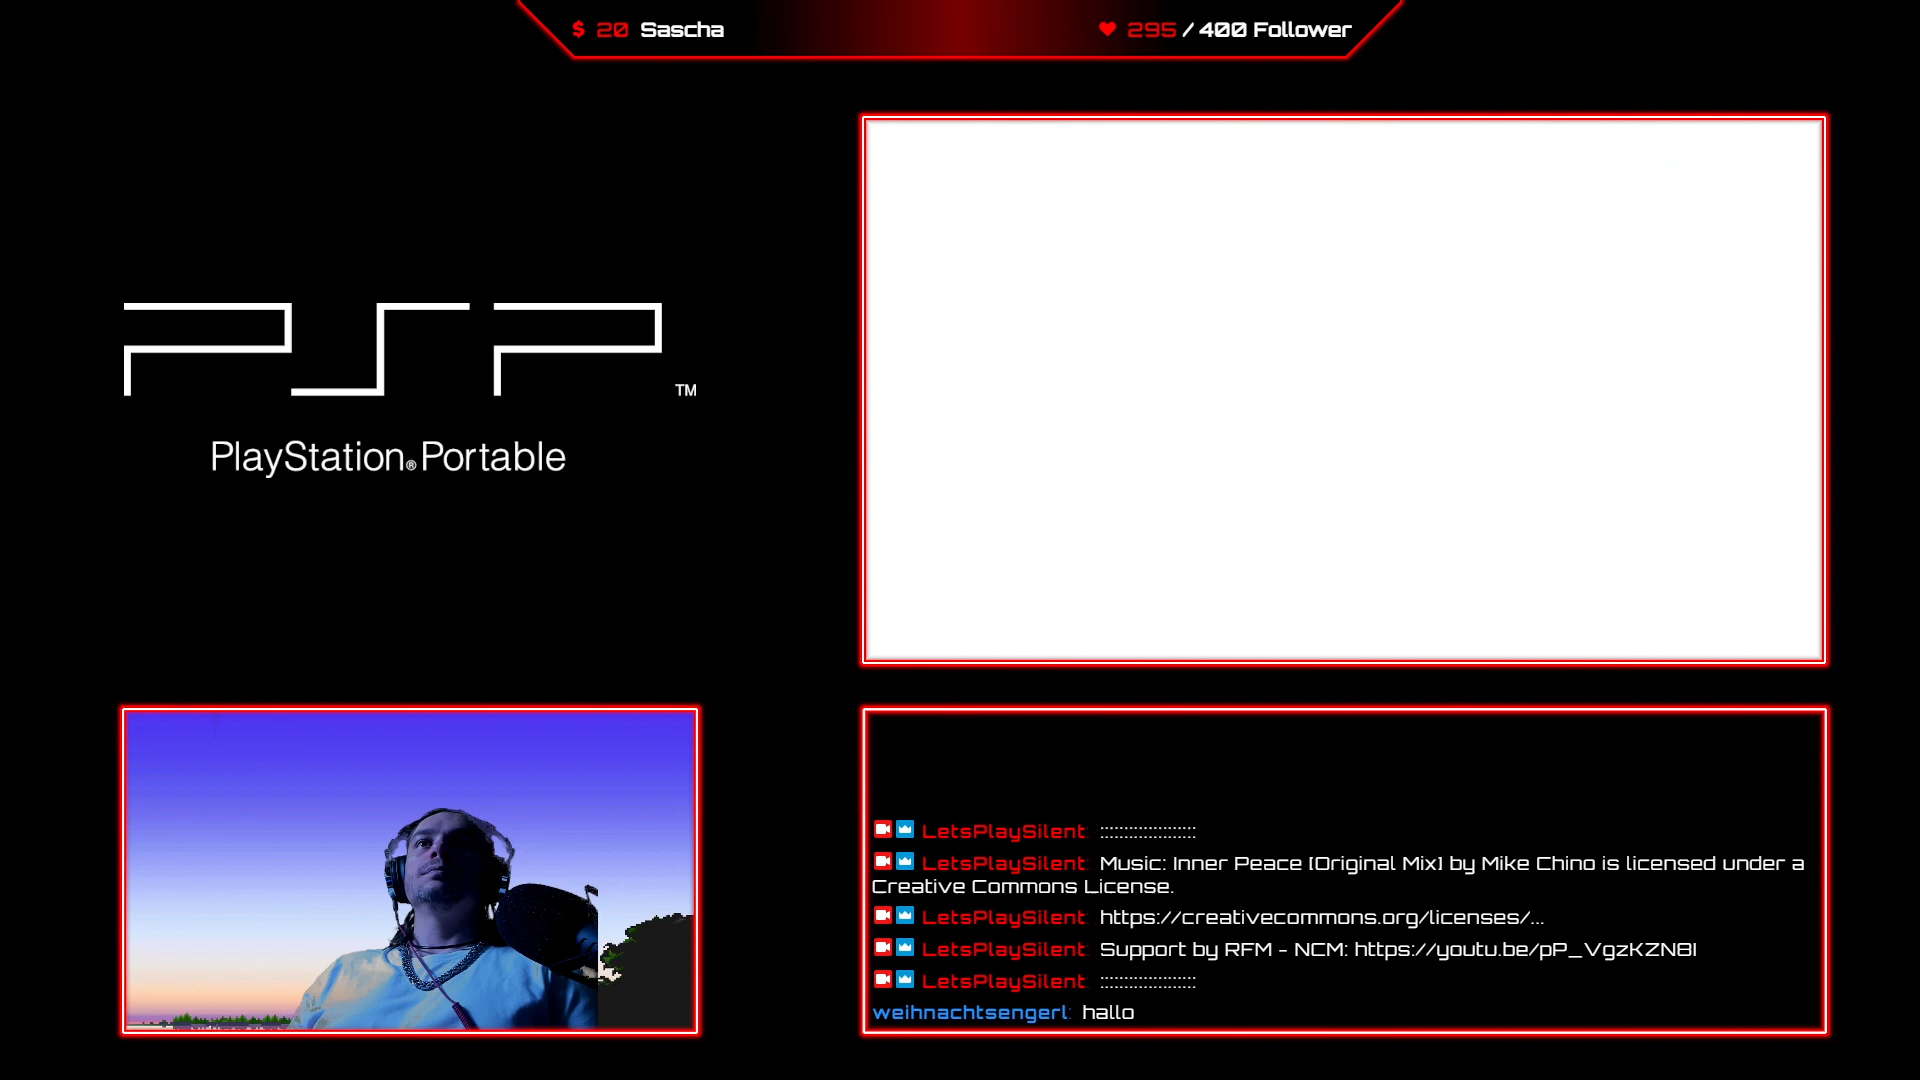 $ 20 Sascha
295 / 400 Follower
PSP TM
PlayStation®Portable
LetsPlaySilent: ::::::::::::::::::::
LetsPlaySilent: Music: Inner Peace [Original Mix] by Mike Chino is licensed under a
Creative Commons License.
LetsPlaySilent: https://creativecommons.org/licenses/...
LetsPlaySilent: Support by RFM - NCM: https://youtu.be/pP_VgzKZN8I
LetsPlaySilent: ::::::::::::::::::::
weihnachtsengerl: hallo